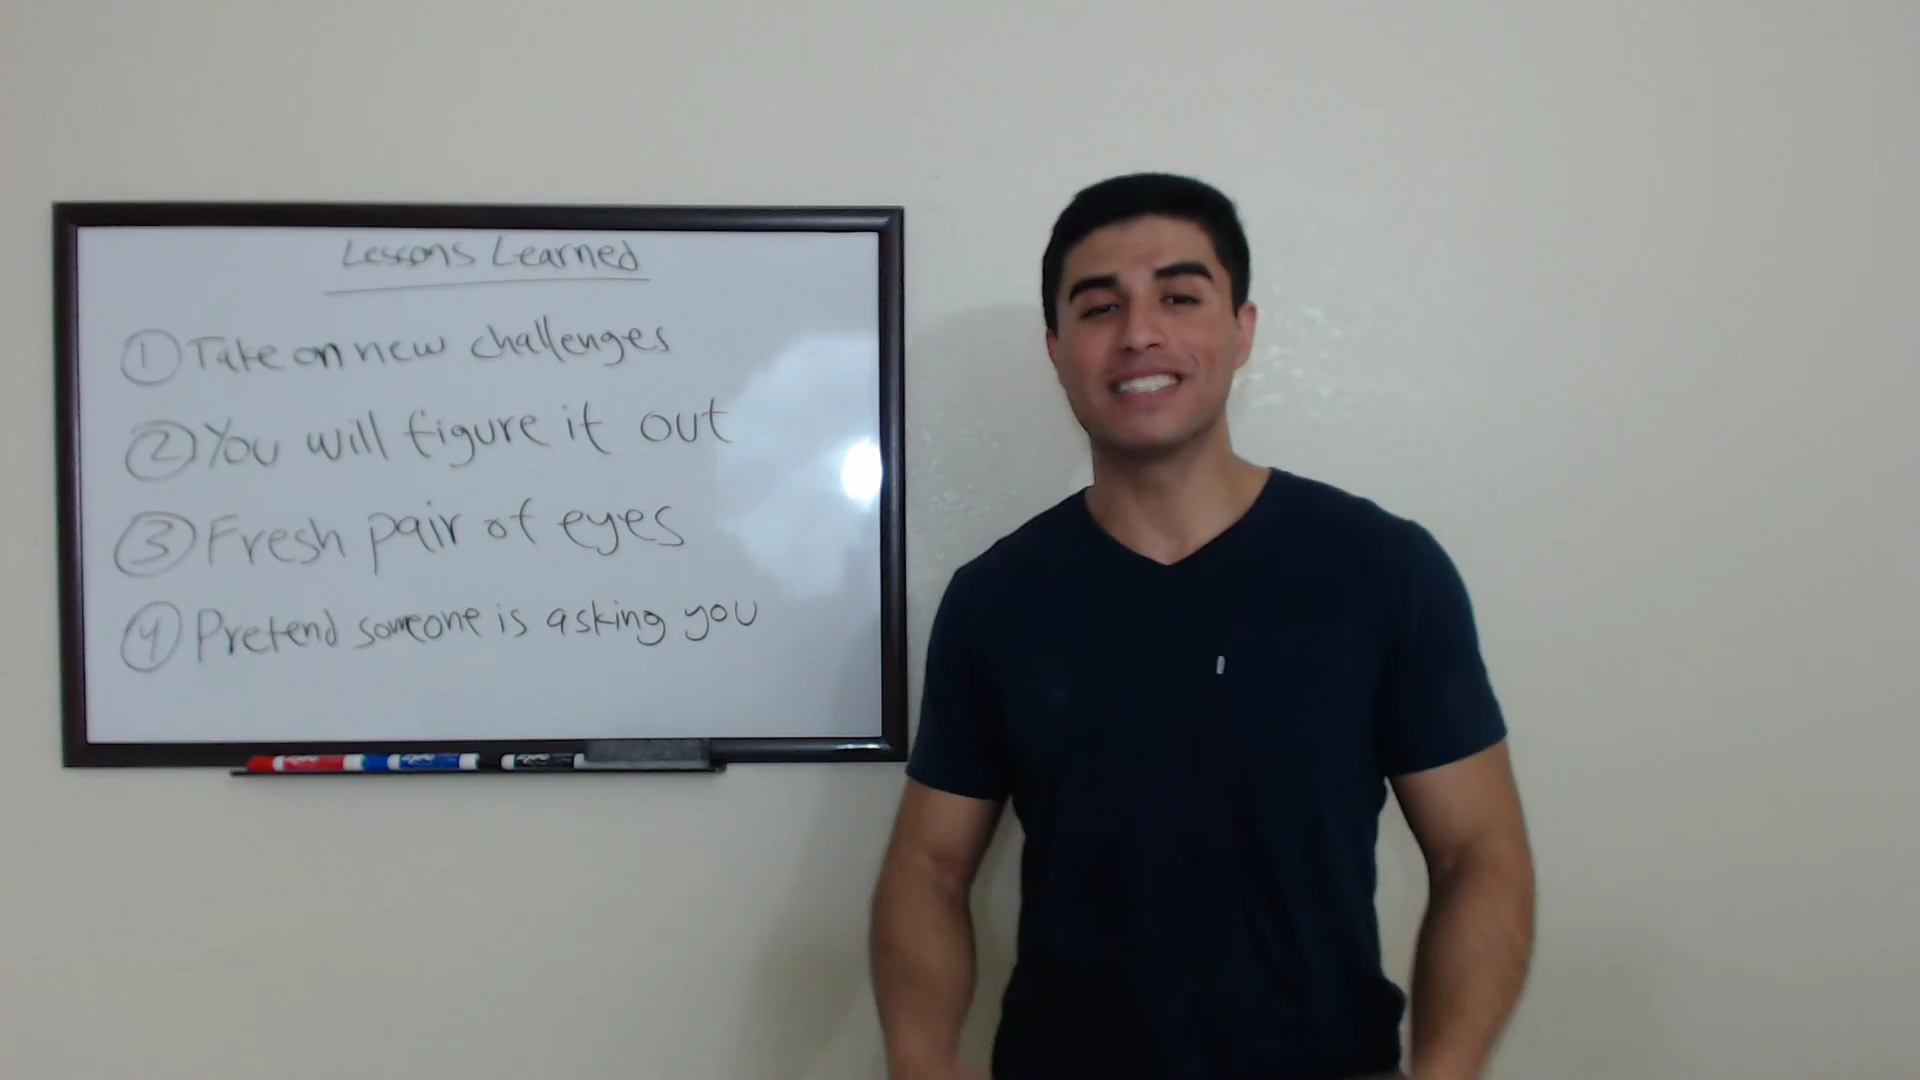 Lessons Learned
① Take on new challenges
② You will figure it out
③ Fresh pair of eyes
④ Pretend someone is asking you